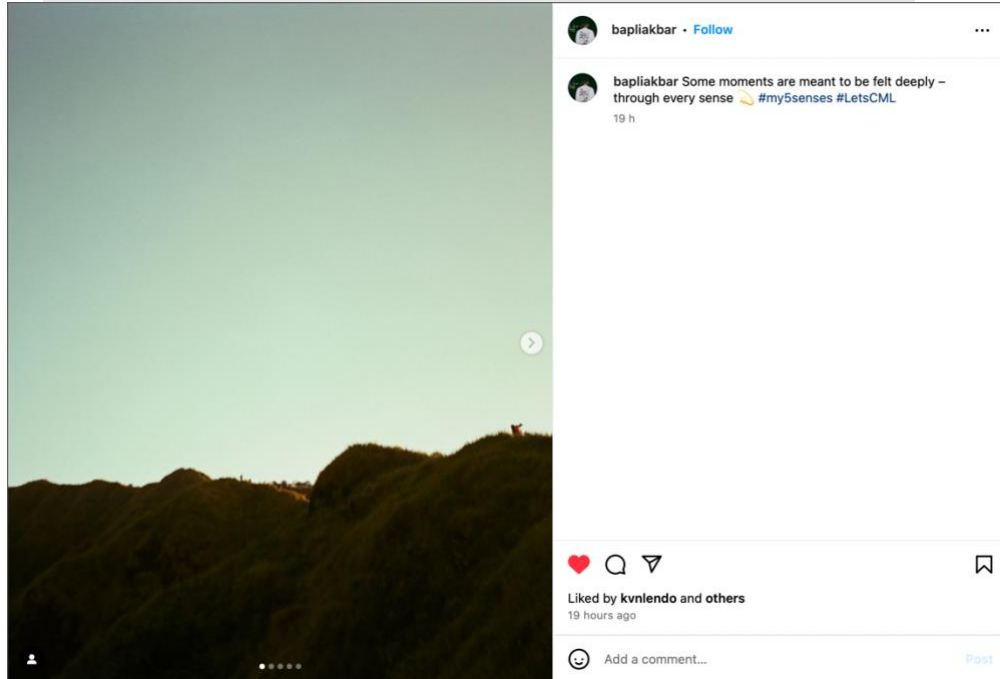 bapliakbar • Follow
bapliakbar Some moments are meant to be felt deeply –
through every sense 💫 #my5senses #LetsCML
19 h
Liked by kvnlendo and others
19 hours ago
Add a comment...
Post